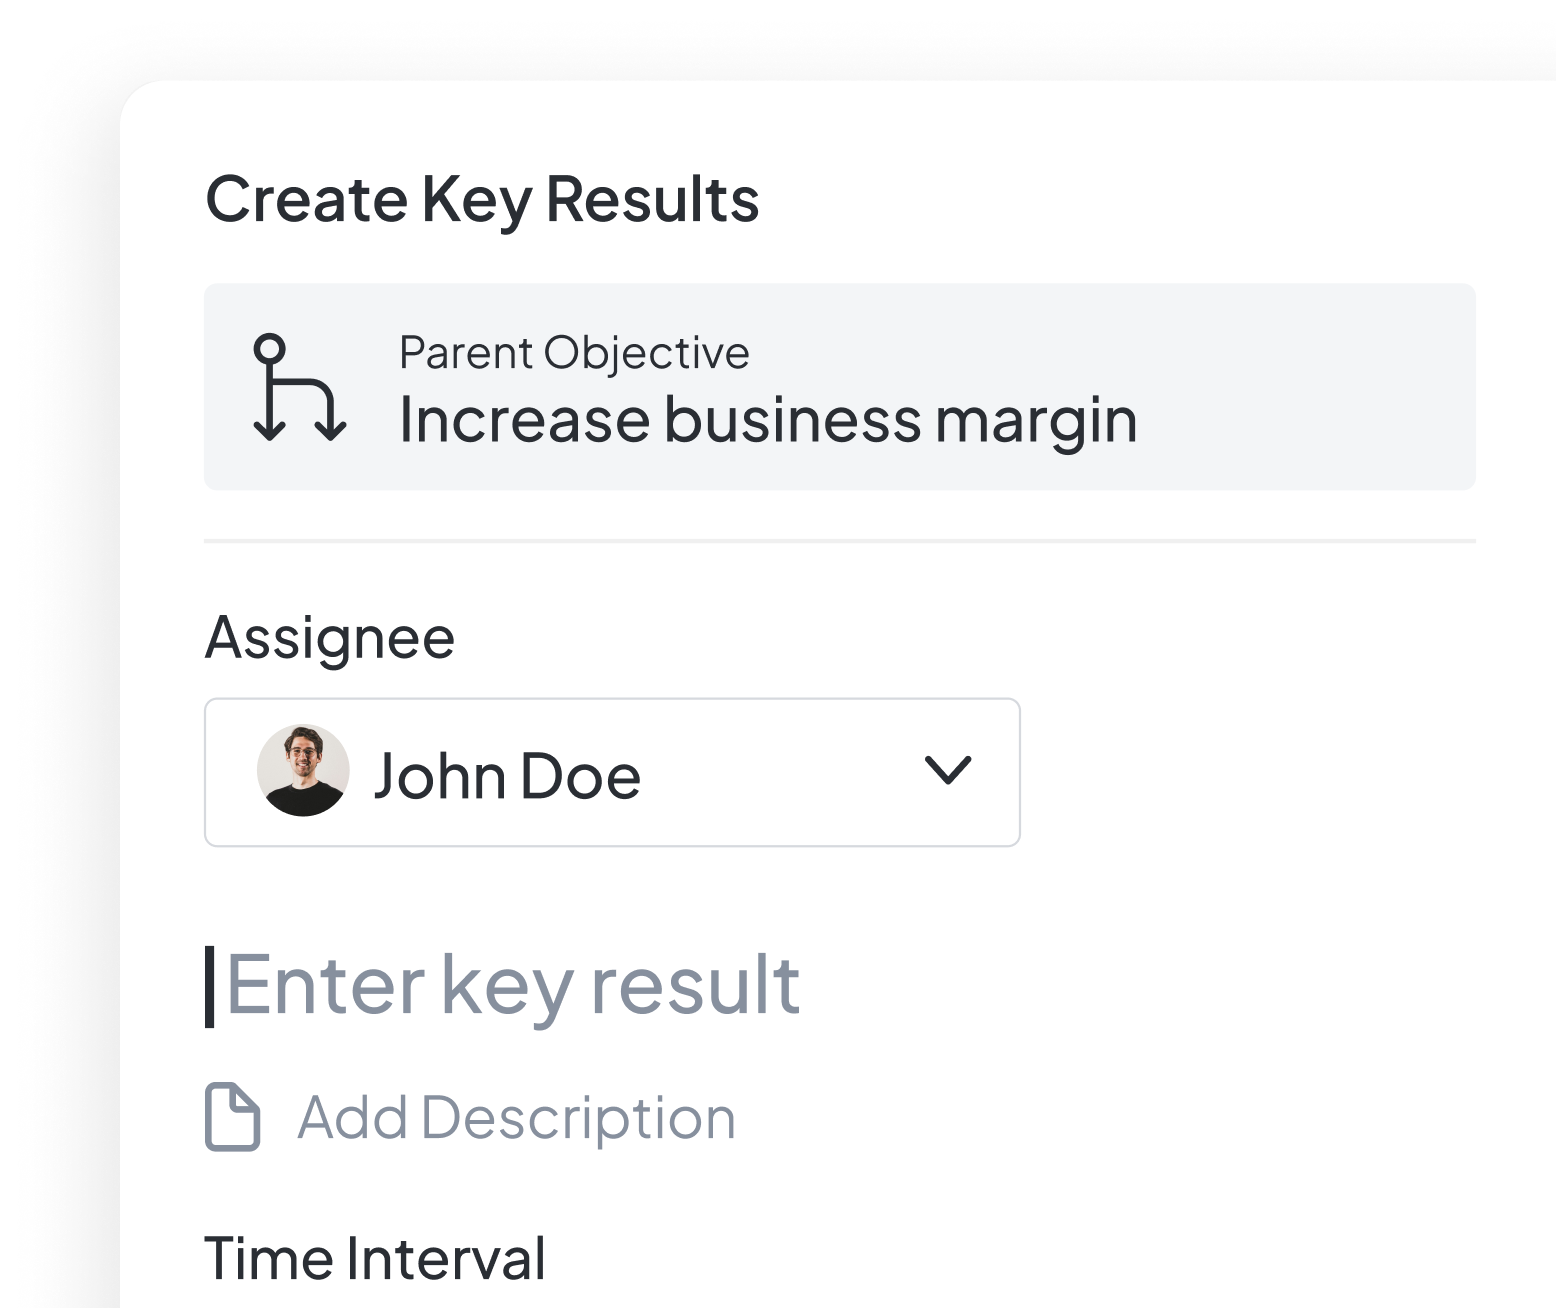 Create Key Results
Parent Objective
Increase business margin
Assignee
John Doe
Enter key result
Add Description
Time Interval